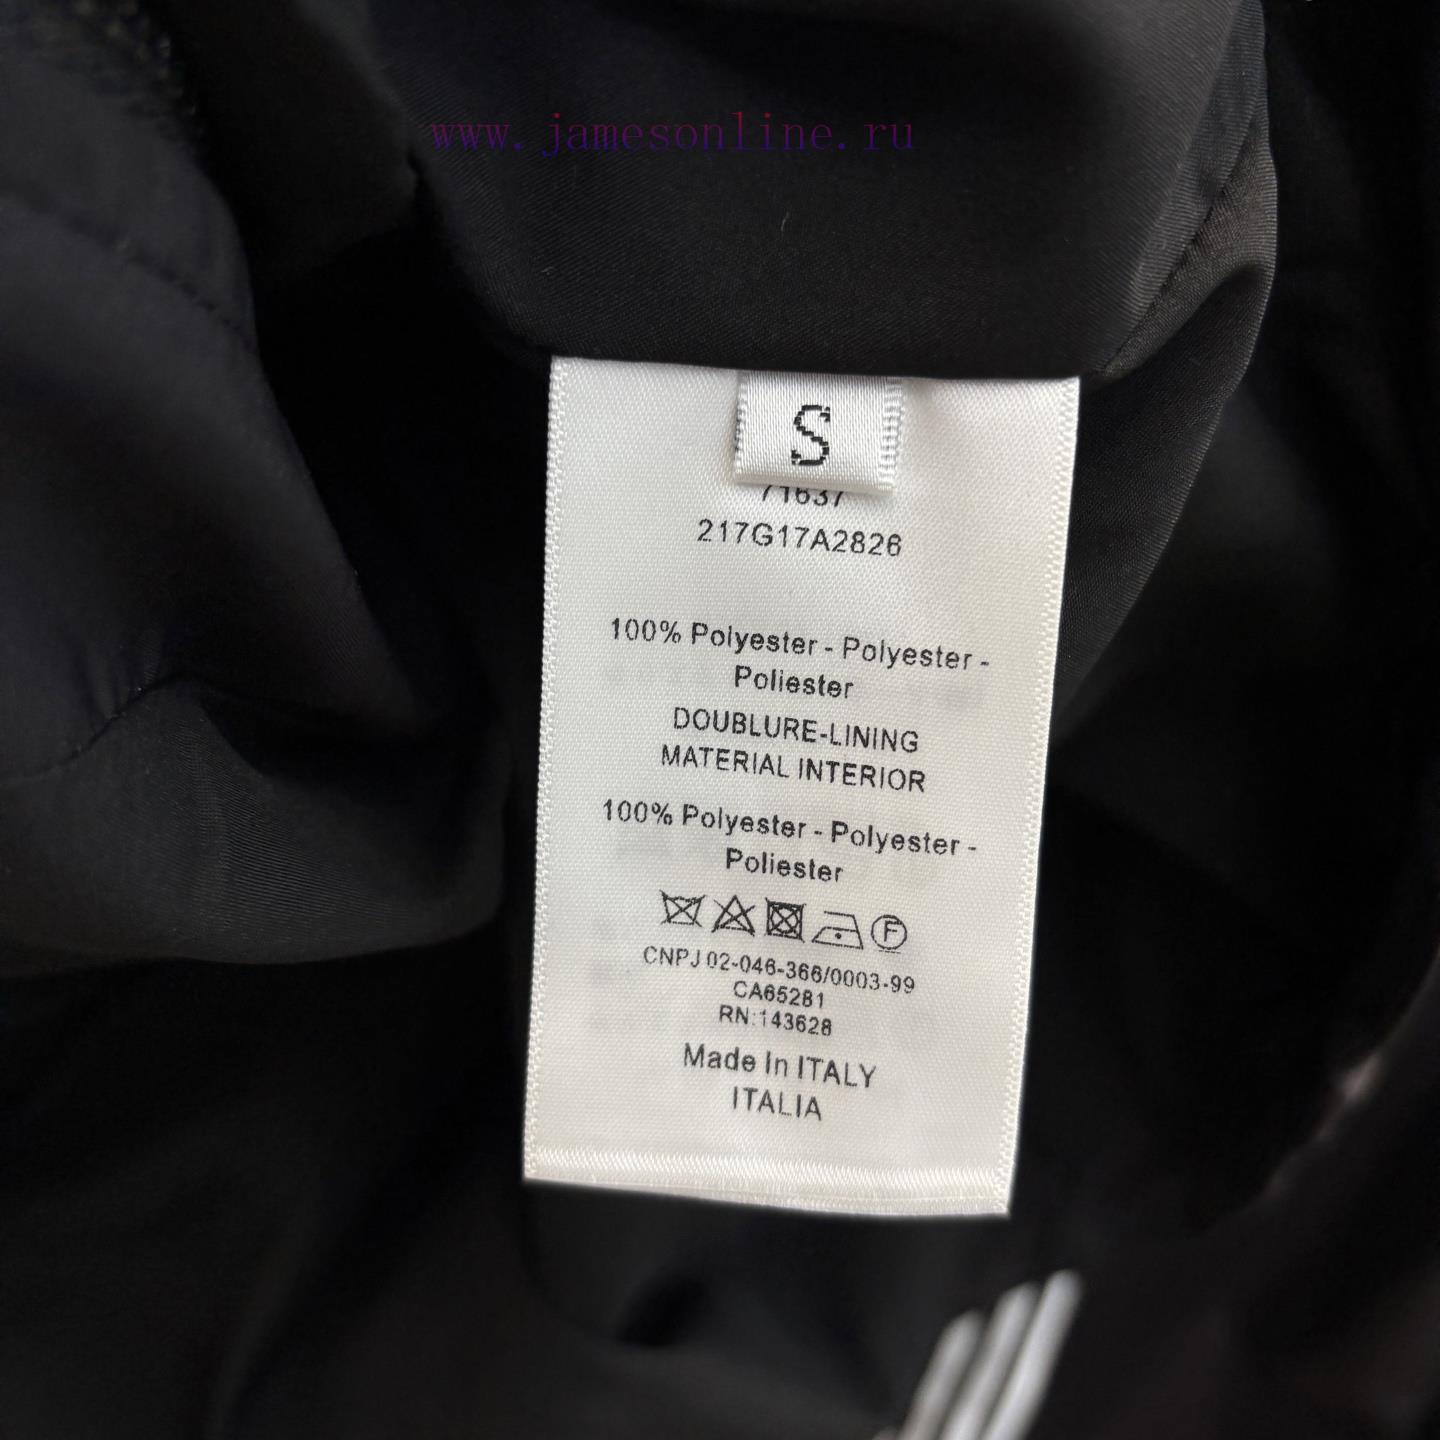 www.jamesonline.ru
S
71637
217G17A2826
100% Polyester - Polyester -
Poliester
DOUBLURE-LINING
MATERIAL INTERIOR
100% Polyester - Polyester -
Poliester
F
CNPJ 02-046-366/0003-99
CA65281
RN:143628
Made In ITALY
ITALIA